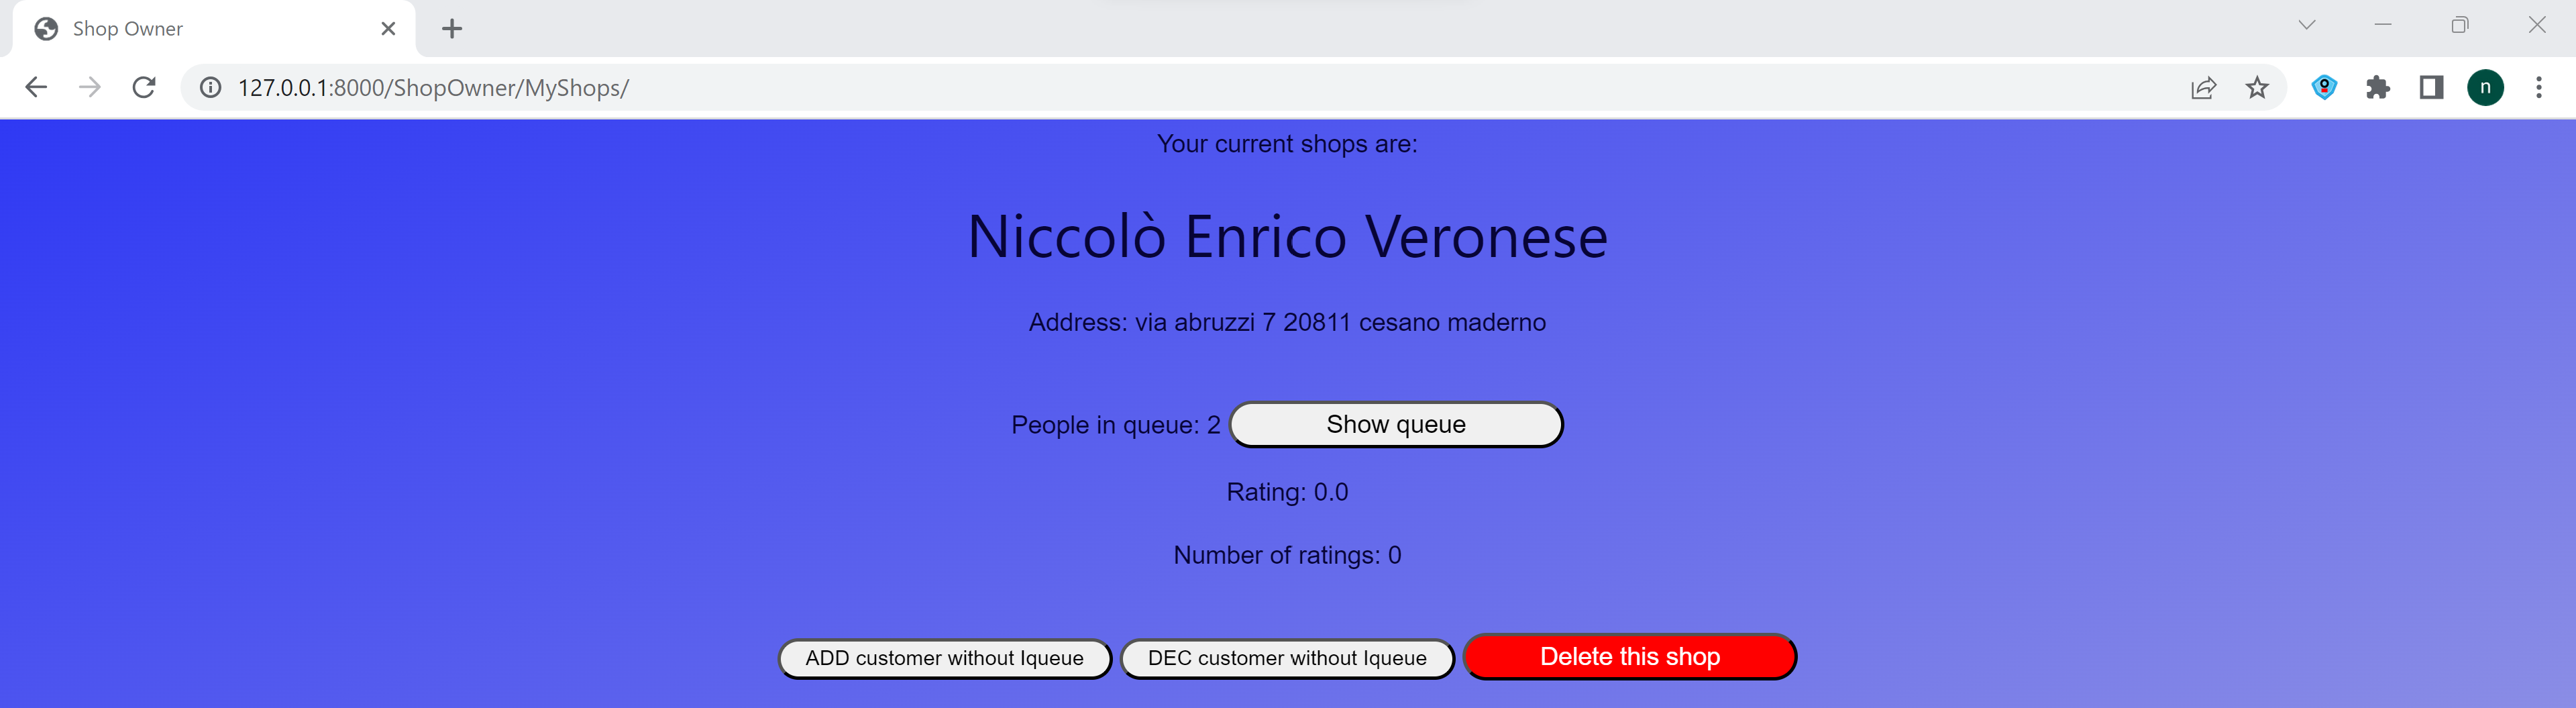 Shop Owner
127.0.0.1:8000/ShopOwner/MyShops/
n
Your current shops are:
Niccolò Enrico Veronese
Address: via abruzzi 7 20811 cesano maderno
People in queue: 2 Show queue
Rating: 0.0
Number of ratings: 0
ADD customer without Iqueue DEC customer without Iqueue Delete this shop